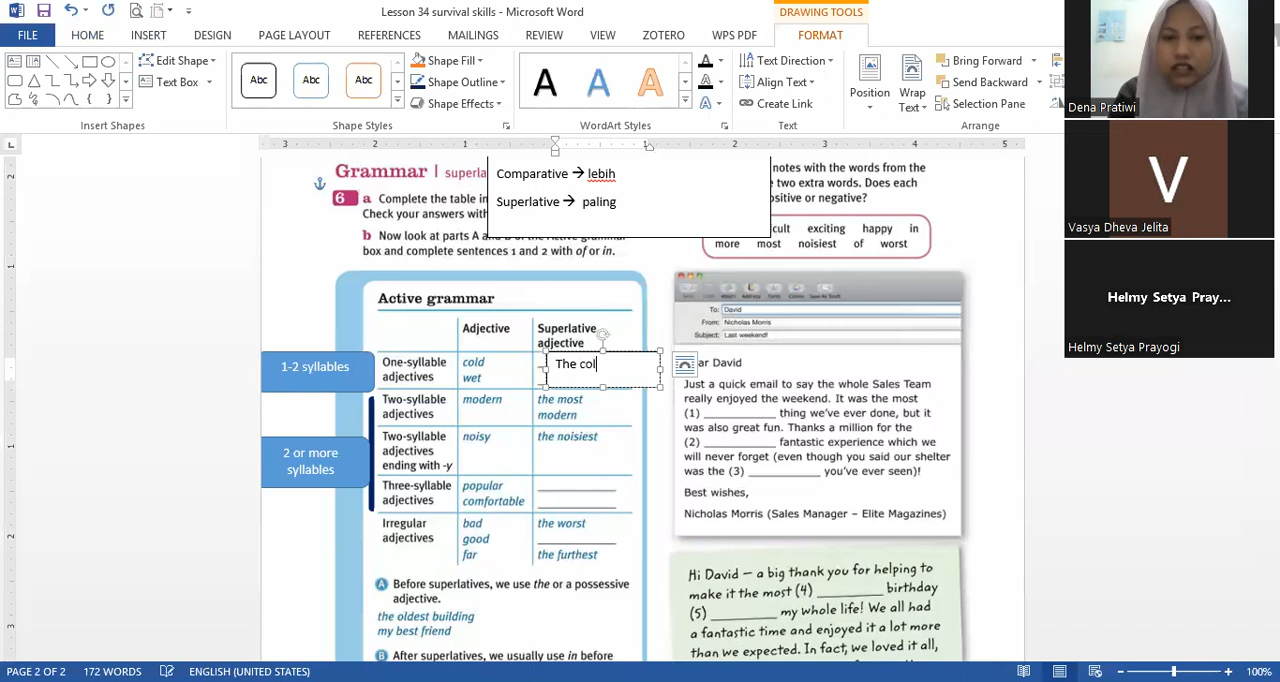 Lesson 34 survival skills - Microsoft Word
DRAWING TOOLS
FILE HOME INSERT DESIGN PAGE LAYOUT REFERENCES MAILINGS REVIEW VIEW ZOTERO WPS PDF FORMAT
Edit Shape
Text Box
Insert Shapes
Abc Abc Abc
Shape Fill
Shape Outline
Shape Effects
Shape Styles
A A A
WordArt Styles
Text Direction
Align Text
Create Link
Text
Position
Wrap
Text
Bring Forward
Send Backward
Selection Pane
Arrange
Dena Pratiwi
V
Vasya Dheva Jelita
Helmy Setya Pray...
Helmy Setya Prayogi
3 2 1 1 2 3 4 5
Comparative → lebih
Superlative → paling
Grammar | superla
6 a Complete the table in
Check your answers with
b Now look at parts A and B of the Active grammar
box and complete sentences 1 and 2 with of or in.
notes with the words from the
two extra words. Does each
positive or negative?
cult exciting happy in
more most noisiest of worst
Active grammar
Adjective
Superlative
adjective
1-2 syllables
One-syllable
adjectives
cold
wet
The col
Two-syllable
adjectives
modern
the most
modern
2 or more
syllables
Two-syllable
adjectives
ending with -y
noisy
the noisiest
Three-syllable
adjectives
popular
comfortable
Irregular
adjectives
bad
good
far
the worst
the furthest
A Before superlatives, we use the or a possessive
adjective.
the oldest building
my best friend
B After superlatives, we usually use in before
To: David
From: Nicholas Morris
Subject: Last weekend!
ar David
Just a quick email to say the whole Sales Team
really enjoyed the weekend. It was the most
(1) ____________ thing we've ever done, but it
was also great fun. Thanks a million for the
(2) ____________ fantastic experience which we
will never forget (even though you said our shelter
was the (3) ____________ you've ever seen)!
Best wishes,
Nicholas Morris (Sales Manager – Elite Magazines)
Hi David – a big thank you for helping to
make it the most (4) __________ birthday
(5) __________ my whole life! We all had
a fantastic time and enjoyed it a lot more
than we expected. In fact, we loved it all,
PAGE 2 OF 2 172 WORDS ENGLISH (UNITED STATES) 100%